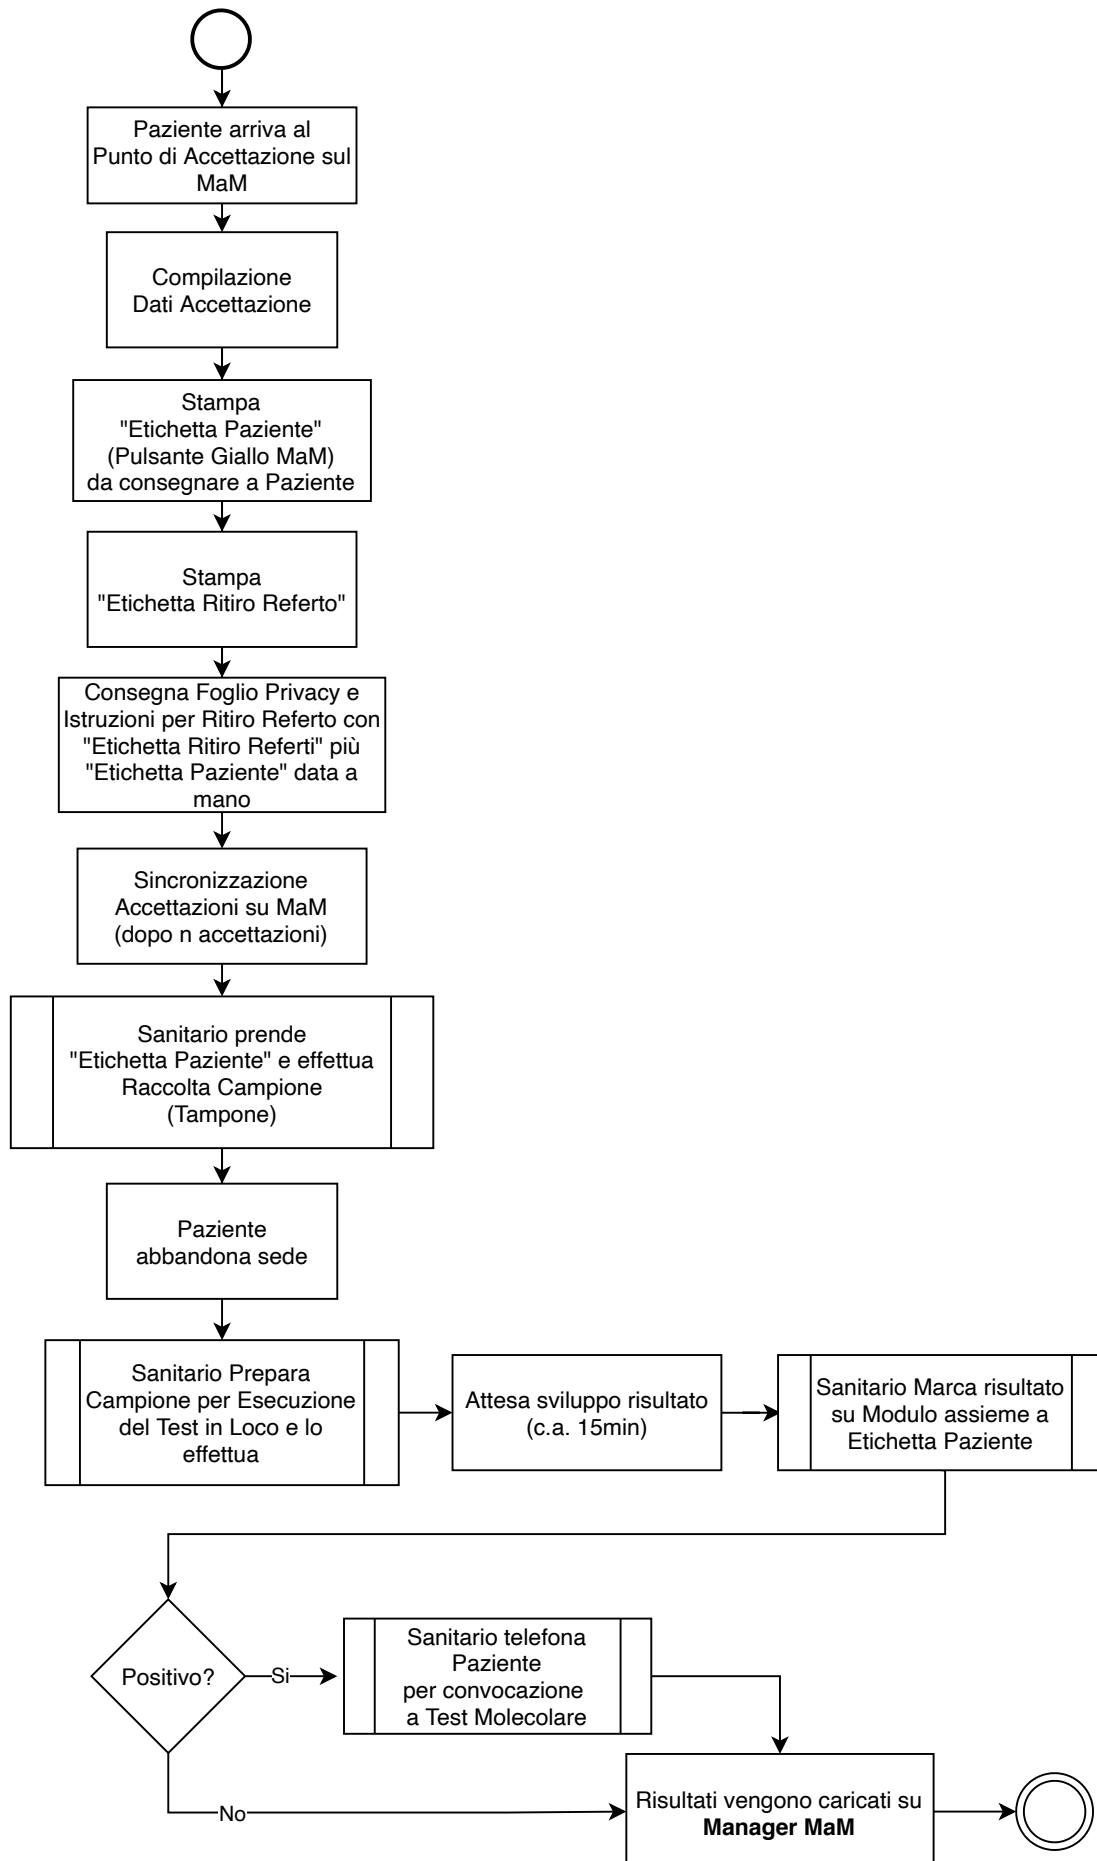 Paziente arriva al
Punto di Accettazione sul
MaM
Compilazione
Dati Accettazione
Stampa
"Etichetta Paziente"
(Pulsante Giallo MaM)
da consegnare a Paziente
Stampa
"Etichetta Ritiro Referto"
Consegna Foglio Privacy e
Istruzioni per Ritiro Referto con
"Etichetta Ritiro Referti" più
"Etichetta Paziente" data a
mano
Sincronizzazione
Accettazioni su MaM
(dopo n accettazioni)
Sanitario prende
"Etichetta Paziente" e effettua
Raccolta Campione
(Tampone)
Paziente
abbandona sede
Sanitario Prepara
Campione per Esecuzione
del Test in Loco e lo
effettua
Attesa sviluppo risultato
(c.a. 15min)
Sanitario Marca risultato
su Modulo assieme a
Etichetta Paziente
Positivo?
Si
Sanitario telefona
Paziente
per convocazione
a Test Molecolare
No
Risultati vengono caricati su
Manager MaM